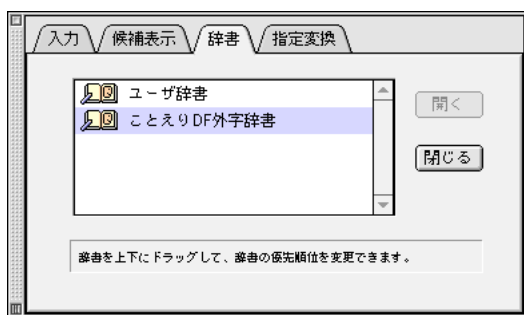 入力 候補表示 辞書 指定変換
ユーザ辞書
開く
ことえりDF外字辞書
閉じる
辞書を上下にドラッグして、辞書の優先順位を変更できます。